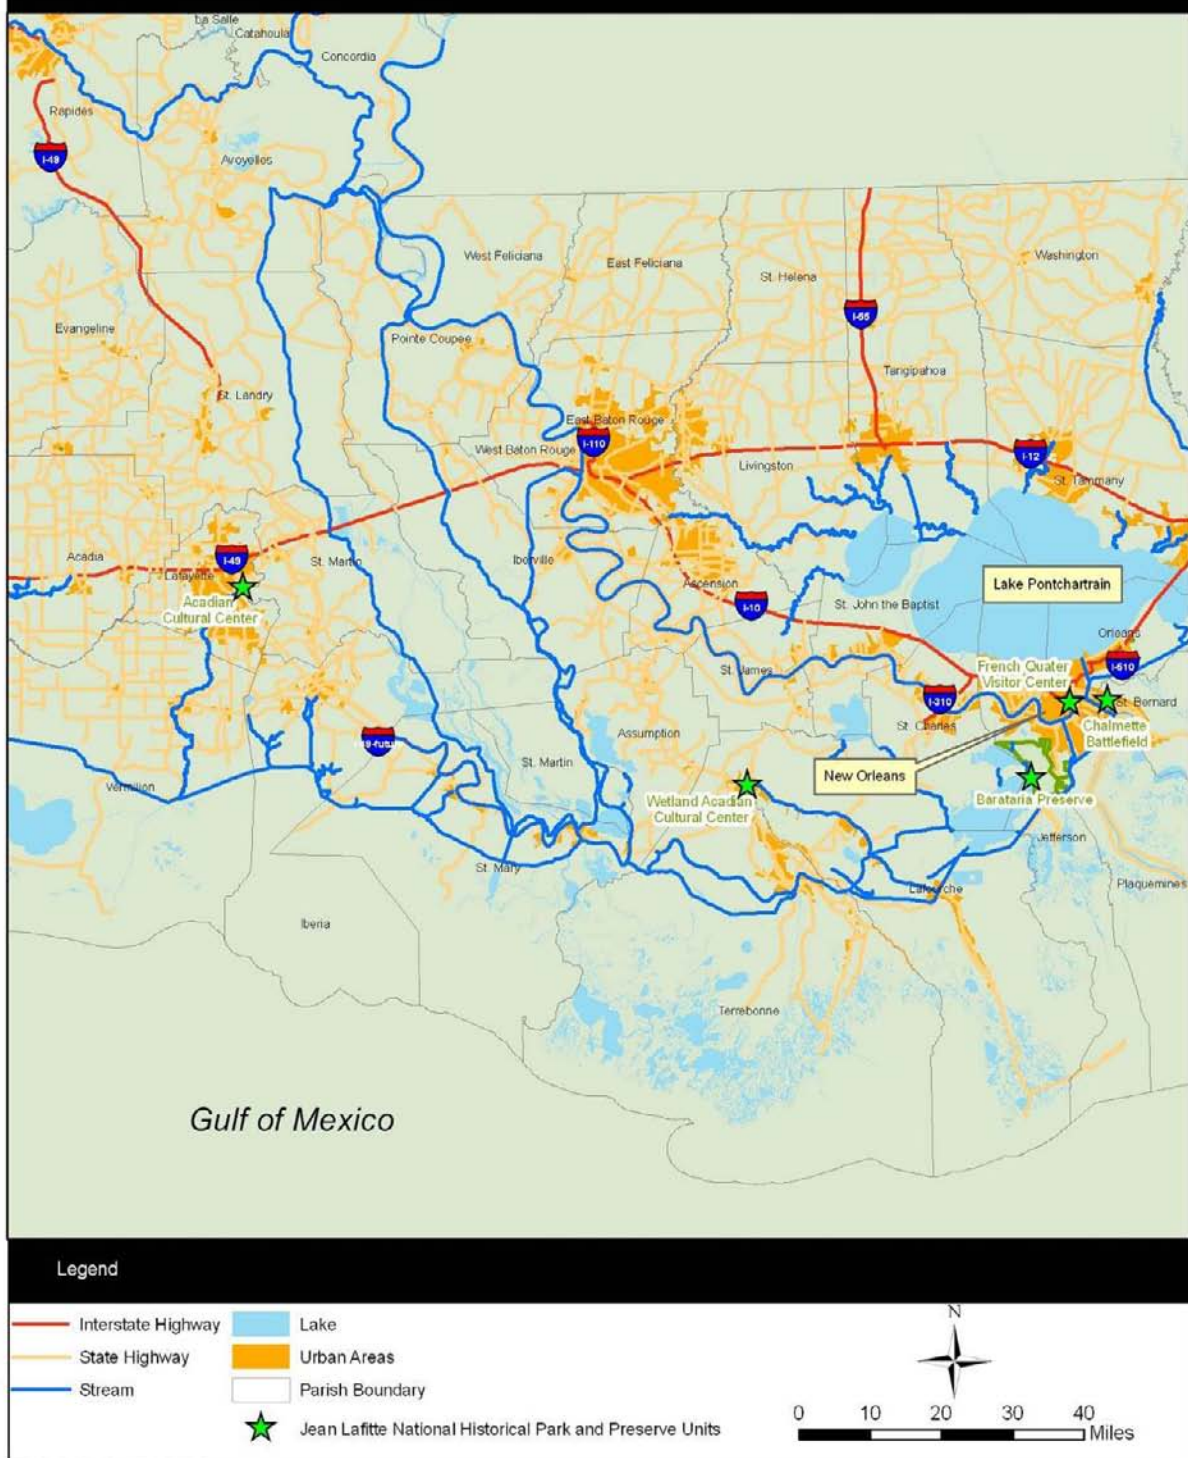 La Salle
Catahoula
Concordia
Rapides
I-49
Avoyelles
West Feliciana
East Feliciana
St. Helena
Washington
I-55
Evangeline
Pointe Coupee
Tangipahoa
St. Landry
East Baton Rouge
I-110
West Baton Rouge
Livingston
I-12
St. Tammany
Acadia
I-49
Lafayette
St. Martin
Iberville
Ascension
Lake Pontchartrain
Acadian
Cultural Center
I-10
St. John the Baptist
Orleans
St. James
French Quater
Visitor Center
I-610
I-310
St. Bernard
St. Charles
Chalmette
Battlefield
Assumption
I-49-futu
St. Martin
New Orleans
Vermilion
Wetland Acadian
Cultural Center
Barataria Preserve
Jefferson
St. Mary
Lafourche
Plaquemines
Iberia
Terrebonne
Gulf of Mexico
Legend
Interstate Highway
Lake
N
State Highway
Urban Areas
Stream
Parish Boundary
Jean Lafitte National Historical Park and Preserve Units
0 10 20 30 40
Miles